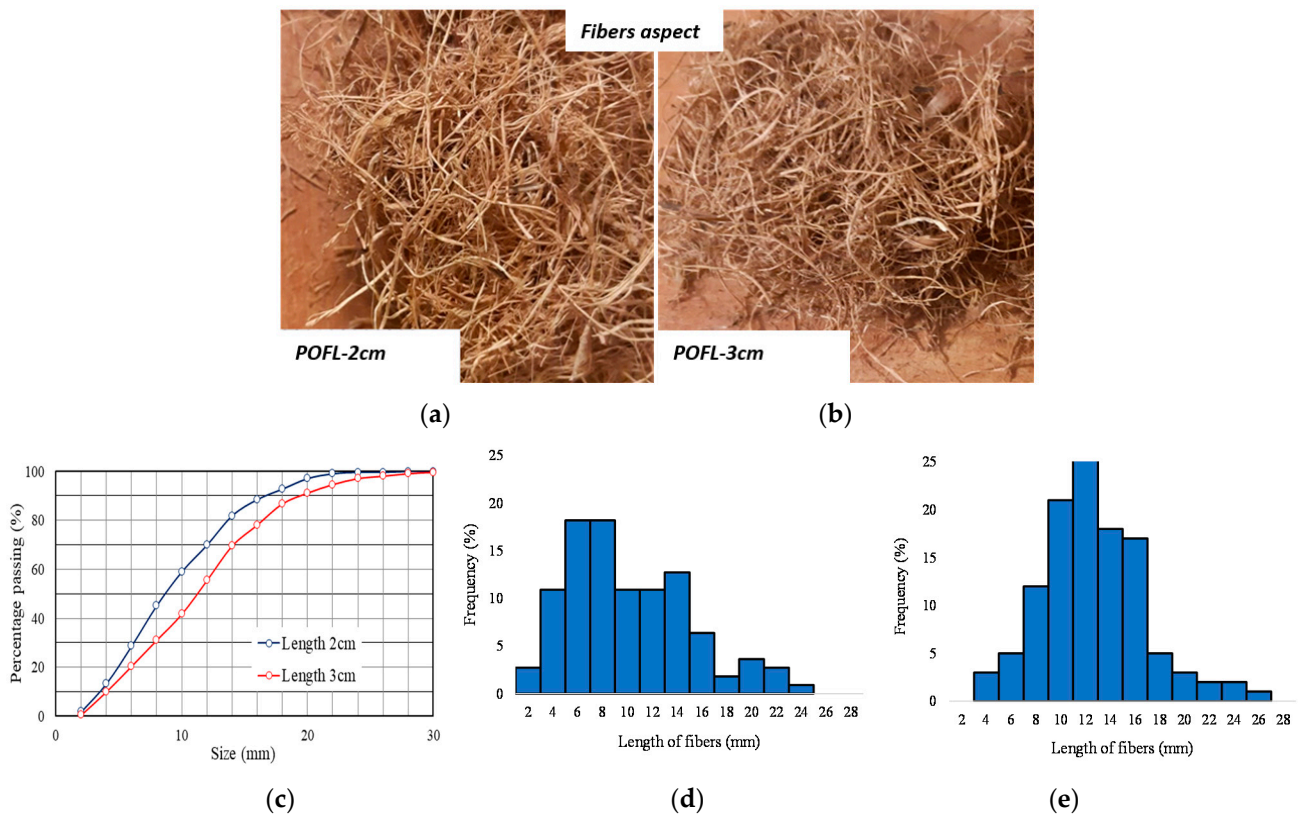 Fibers aspect
POFL-2cm
POFL-3cm
(a)
(b)
Percentage passing (%)
100
80
60
40
20
0
0 10 20 30
Size (mm)
Length 2cm
Length 3cm
(c)
Frequency (%)
25
20
15
10
5
0
2 4 6 8 10 12 14 16 18 20 22 24 26 28
Length of fibers (mm)
(d)
Frequency (%)
25
20
15
10
5
0
2 4 6 8 10 12 14 16 18 20 22 24 26 28
Length of fibers (mm)
(e)